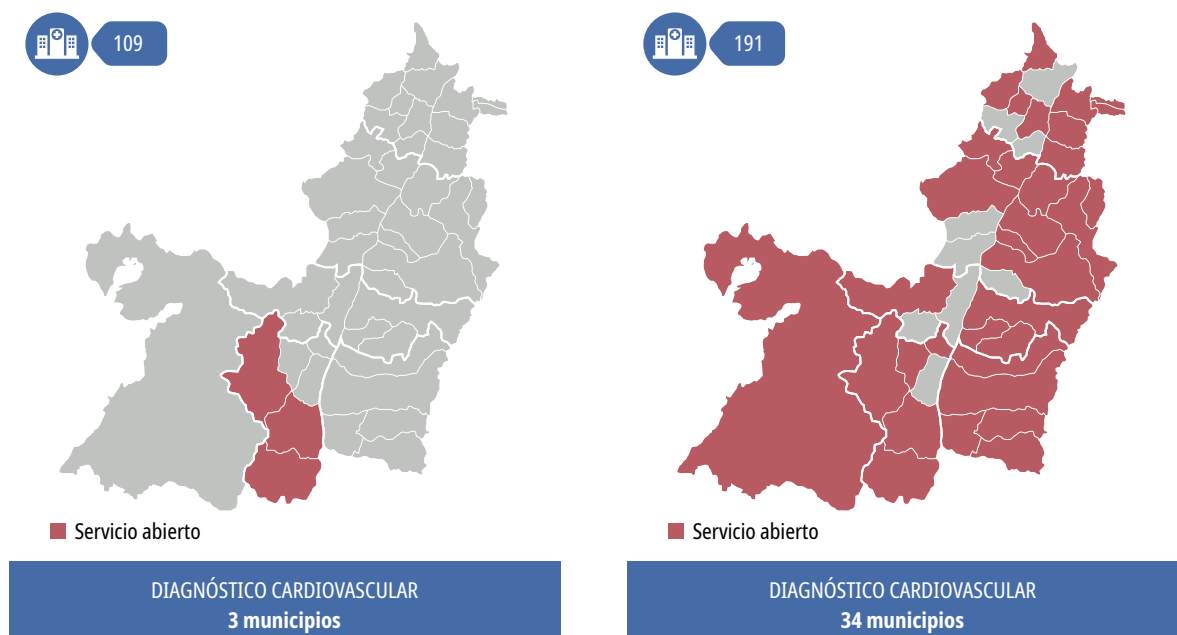 109
Servicio abierto
DIAGNÓSTICO CARDIOVASCULAR
3 municipios
191
Servicio abierto
DIAGNÓSTICO CARDIOVASCULAR
34 municipios